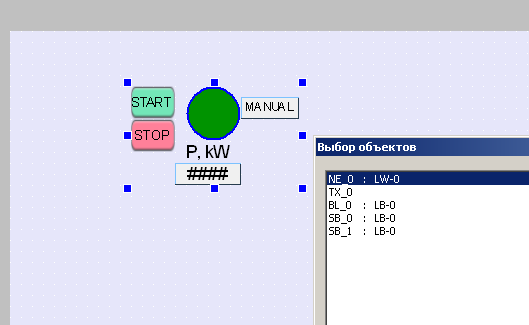 START
MANUAL
STOP
P, kW
####
Выбор объектов
NE_0 : LW-0
TX_0
BL_0 : LB-0
SB_0 : LB-0
SB_1 : LB-0